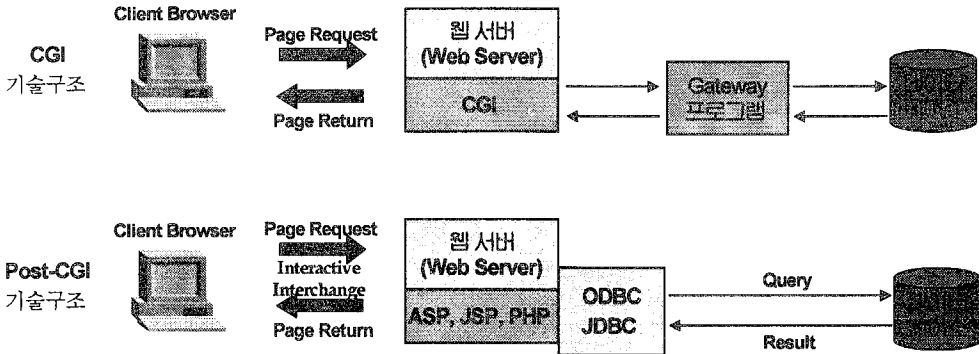 Client Browser
CGI
기술구조
Page Request
Page Return
웹 서버
(Web Server)
CGI
Gateway
프로그램
Client Browser
Post-CGI
기술구조
Page Request
Interactive
Interchange
Page Return
웹 서버
(Web Server)
ASP, JSP, PHP
ODBC
JDBC
Query
Result